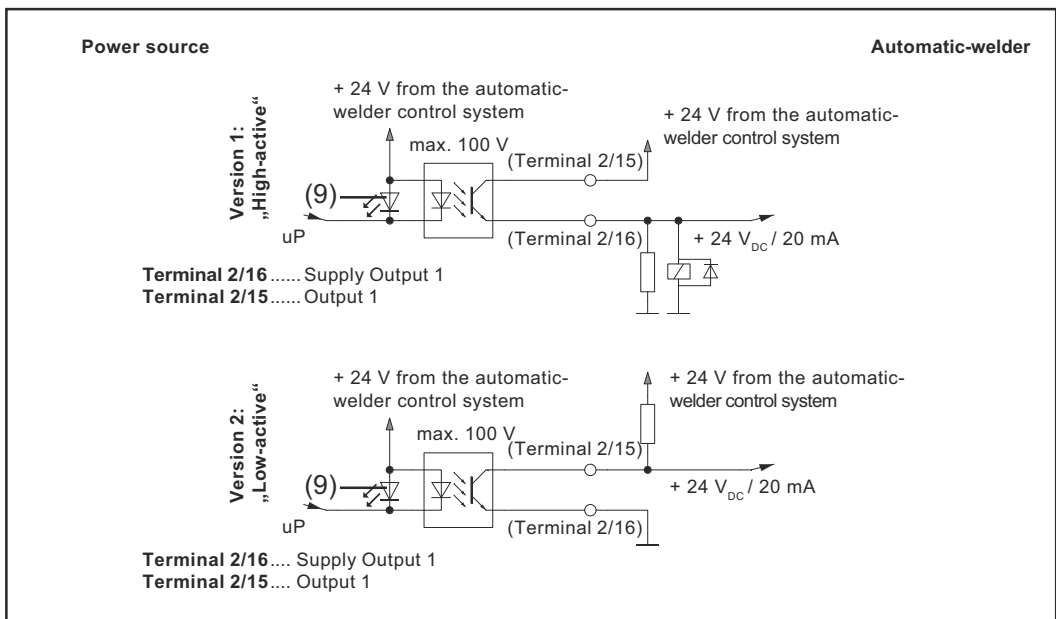 Power source
Automatic-welder
Version 1:
„High-active“
+ 24 V from the automatic-
welder control system
+ 24 V from the automatic-
welder control system
max. 100 V
(Terminal 2/15)
(9)
uP
(Terminal 2/16)
+ 24 VDC / 20 mA
Terminal 2/16 ...... Supply Output 1
Terminal 2/15 ...... Output 1
Version 2:
„Low-active“
+ 24 V from the automatic-
welder control system
+ 24 V from the automatic-
welder control system
max. 100 V
(Terminal 2/15)
(9)
uP
+ 24 VDC / 20 mA
(Terminal 2/16)
Terminal 2/16 .... Supply Output 1
Terminal 2/15 .... Output 1